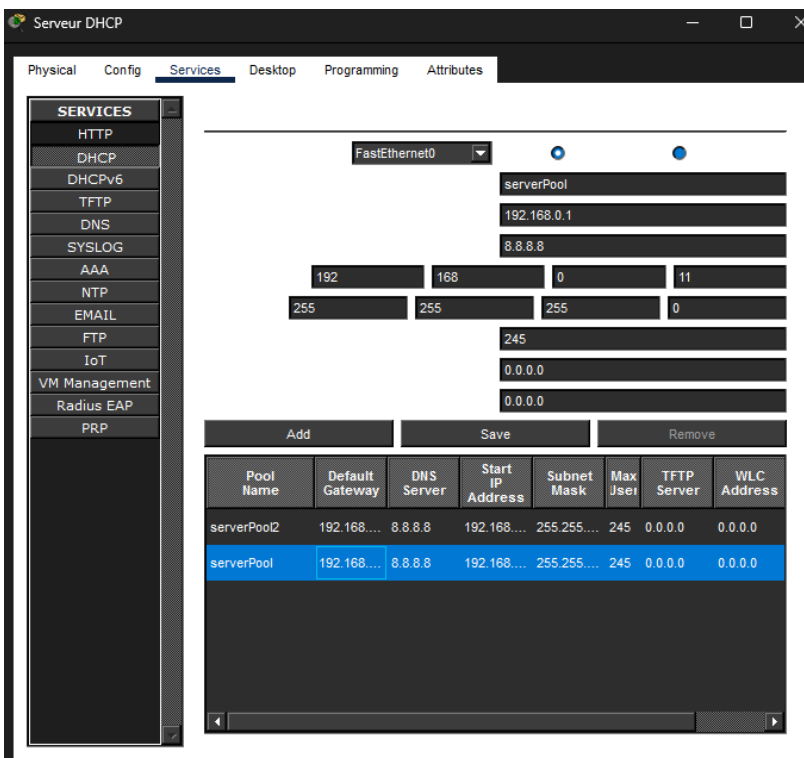 Serveur DHCP
Physical Config Services Desktop Programming Attributes
SERVICES
HTTP
DHCP
DHCPv6
TFTP
DNS
SYSLOG
AAA
NTP
EMAIL
FTP
IoT
VM Management
Radius EAP
PRP
FastEthernet0
serverPool
192.168.0.1
8.8.8.8
192 168 0 11
255 255 255 0
245
0.0.0.0
0.0.0.0
Add Save Remove
Pool Name Default Gateway DNS Server Start IP Address Subnet Mask Max User TFTP Server WLC Address
serverPool2 192.168.... 8.8.8.8 192.168.... 255.255.... 245 0.0.0.0 0.0.0.0
serverPool 192.168.... 8.8.8.8 192.168.... 255.255.... 245 0.0.0.0 0.0.0.0